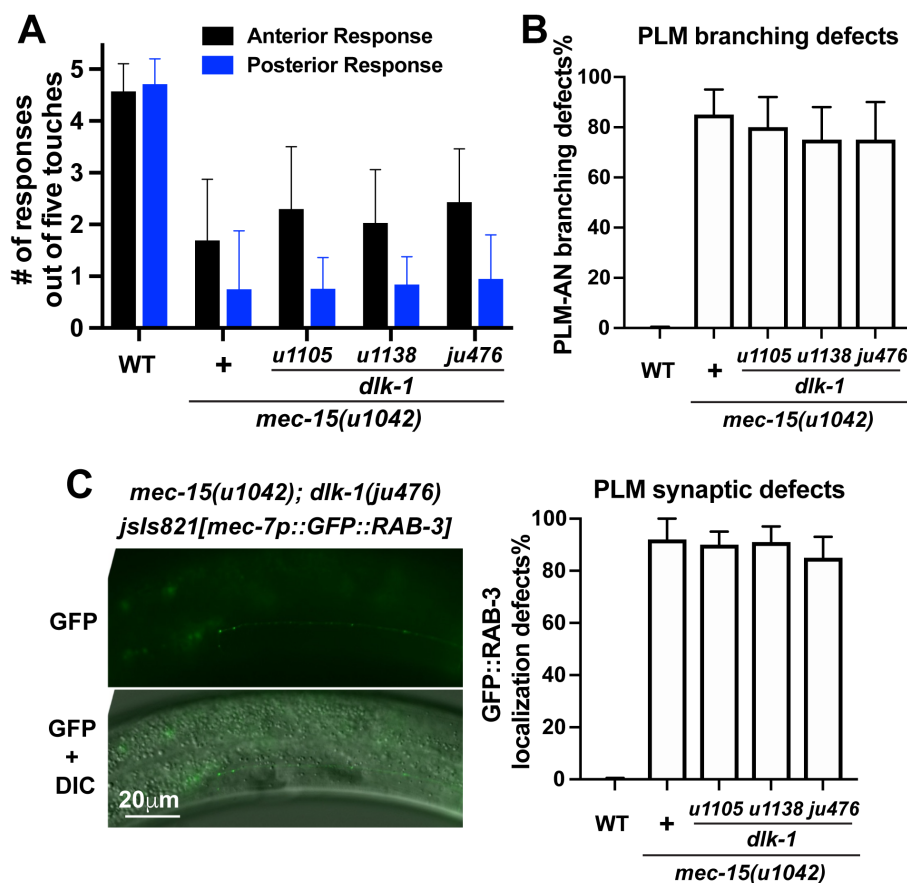 A
Anterior Response
Posterior Response
# of responses
out of five touches
5
4
3
2
1
0
WT
+
u1105
u1138
ju476
dlk-1
mec-15(u1042)
B
PLM branching defects
PLM-AN branching defects%
100
80
60
40
20
0
WT
+
u1105 u1138 ju476
dlk-1
mec-15(u1042)
C
mec-15(u1042); dlk-1(ju476)
jsIs821[mec-7p::GFP::RAB-3]
GFP
GFP
+
DIC
20μm
PLM synaptic defects
GFP::RAB-3
localization defects%
100
80
60
40
20
0
WT
+
u1105 u1138 ju476
dlk-1
mec-15(u1042)